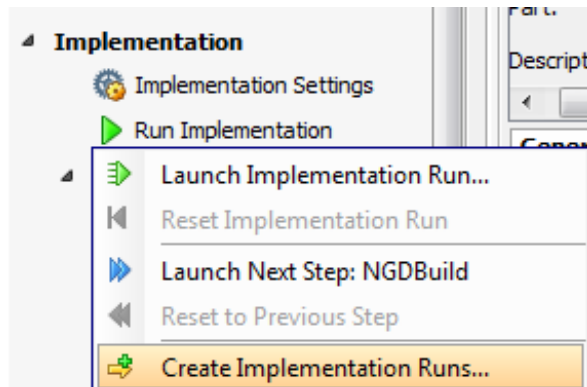 Part:
Implementation
Descript
Implementation Settings
Run Implementation
Launch Implementation Run...
Reset Implementation Run
Launch Next Step: NGDBuild
Reset to Previous Step
Create Implementation Runs...